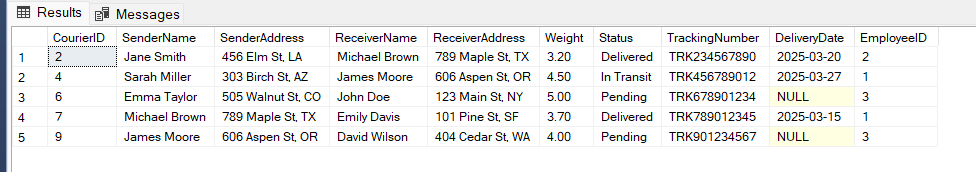 Results Messages
CourierID SenderName SenderAddress ReceiverName ReceiverAddress Weight Status TrackingNumber DeliveryDate EmployeeID
1 2 Jane Smith 456 Elm St, LA Michael Brown 789 Maple St, TX 3.20 Delivered TRK234567890 2025-03-20 2
2 4 Sarah Miller 303 Birch St, AZ James Moore 606 Aspen St, OR 4.50 In Transit TRK456789012 2025-03-27 1
3 6 Emma Taylor 505 Walnut St, CO John Doe 123 Main St, NY 5.00 Pending TRK678901234 NULL 3
4 7 Michael Brown 789 Maple St, TX Emily Davis 101 Pine St, SF 3.70 Delivered TRK789012345 2025-03-15 1
5 9 James Moore 606 Aspen St, OR David Wilson 404 Cedar St, WA 4.00 Pending TRK901234567 NULL 3